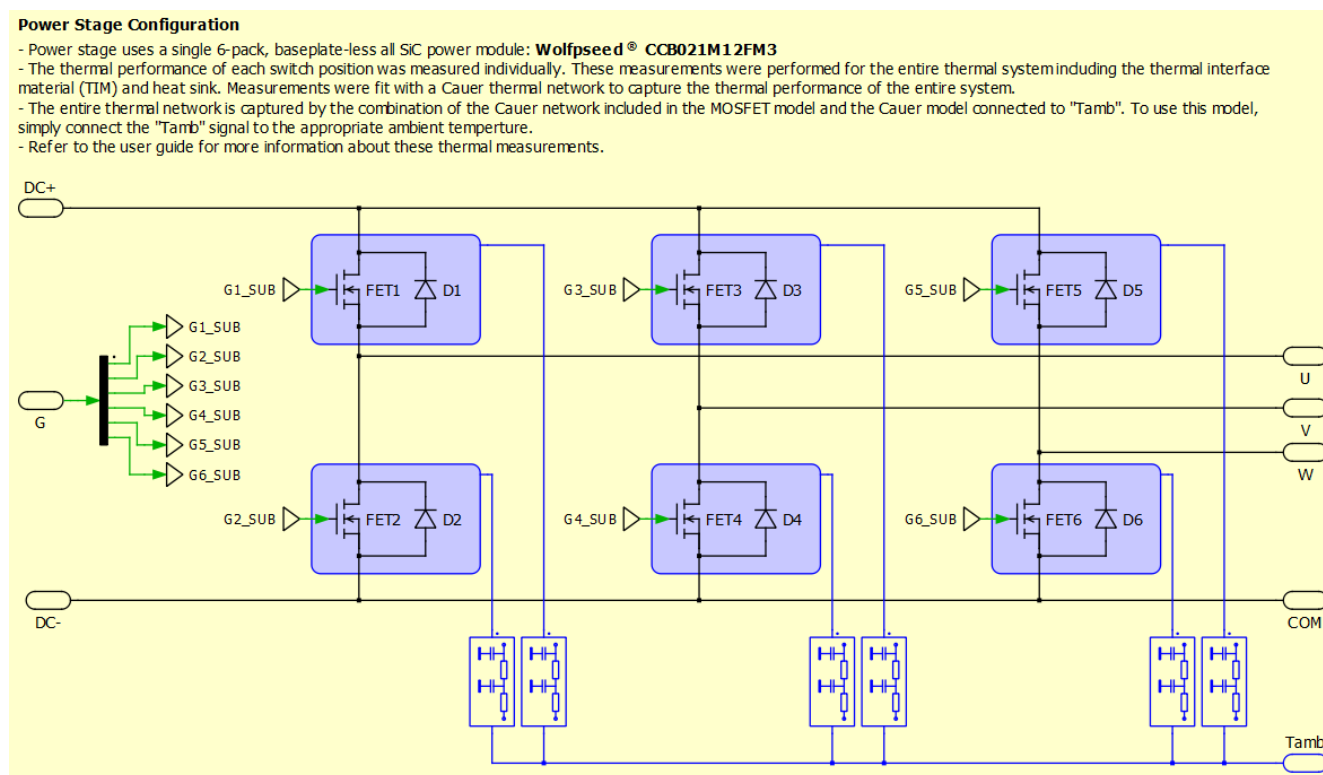 Power Stage Configuration
- Power stage uses a single 6-pack, baseplate-less all SiC power module: Wolfpseed ® CCB021M12FM3
- The thermal performance of each switch position was measured individually. These measurements were performed for the entire thermal system including the thermal interface
material (TIM) and heat sink. Measurements were fit with a Cauer thermal network to capture the thermal performance of the entire system.
- The entire thermal network is captured by the combination of the Cauer network included in the MOSFET model and the Cauer model connected to "Tamb". To use this model,
simply connect the "Tamb" signal to the appropriate ambient temperture.
- Refer to the user guide for more information about these thermal measurements.
DC+
G1_SUB
FET1
D1
G3_SUB
FET3
D3
G5_SUB
FET5
D5
G1_SUB
G2_SUB
G3_SUB
G4_SUB
G5_SUB
G6_SUB
G
U
V
W
G2_SUB
FET2
D2
G4_SUB
FET4
D4
G6_SUB
FET6
D6
DC-
COM
Tamb